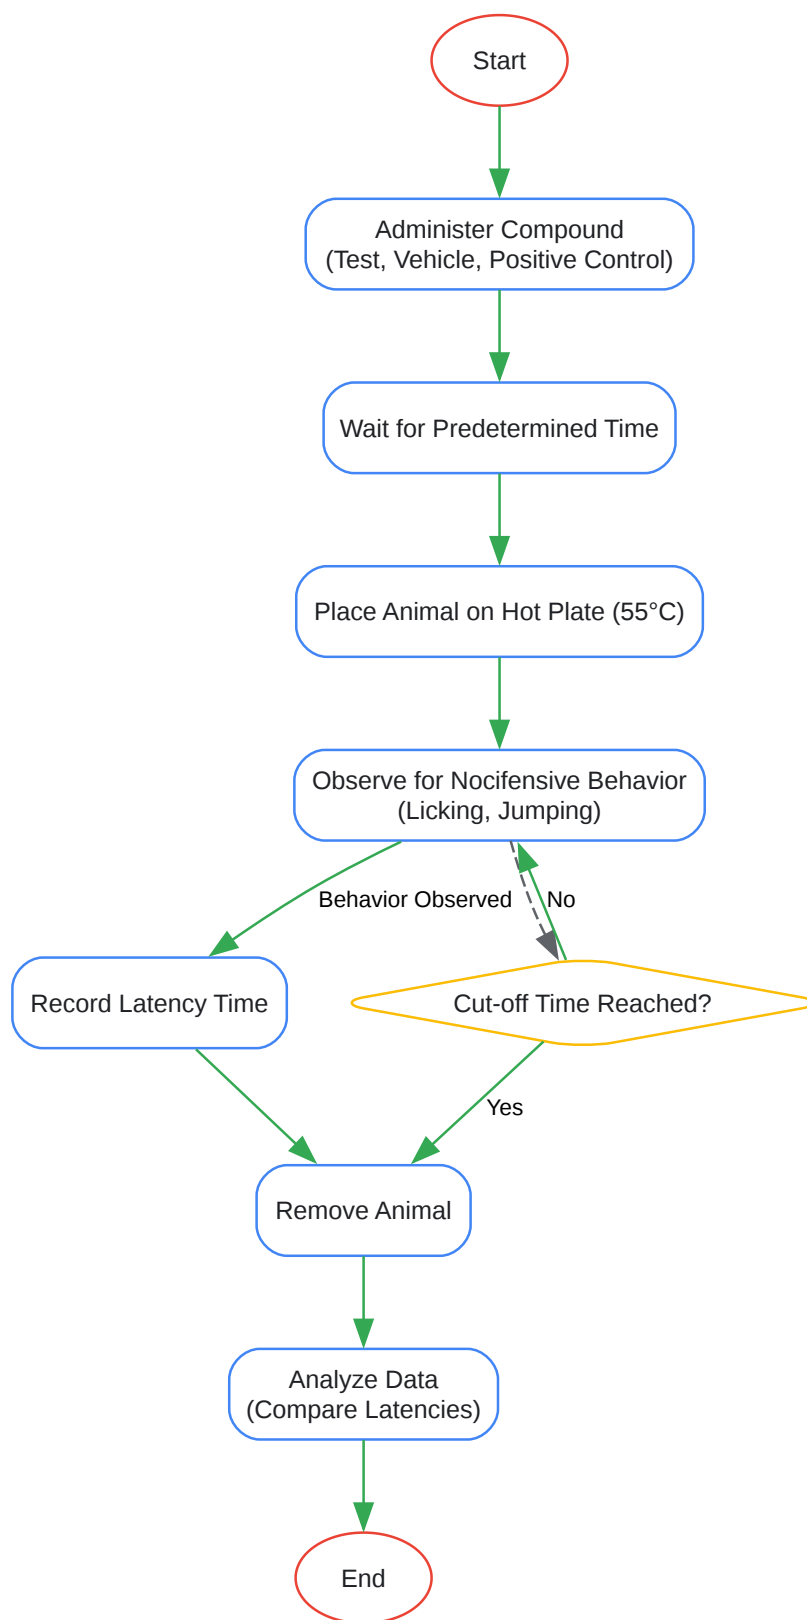 Start
Administer Compound
(Test, Vehicle, Positive Control)
Wait for Predetermined Time
Place Animal on Hot Plate (55°C)
Observe for Nocifensive Behavior
(Licking, Jumping)
Behavior Observed
No
Record Latency Time
Cut-off Time Reached?
Yes
Remove Animal
Analyze Data
(Compare Latencies)
End